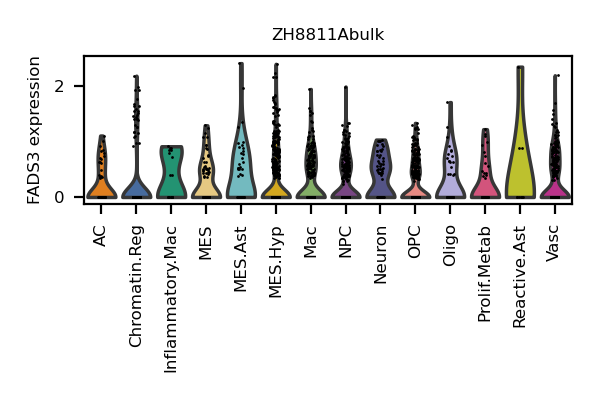 ZH8811Abulk
FADS3 expression
2
0
AC
Chromatin.Reg
Inflammatory.Mac
MES
MES.Ast
MES.Hyp
Mac
NPC
Neuron
OPC
Oligo
Prolif.Metab
Reactive.Ast
Vasc